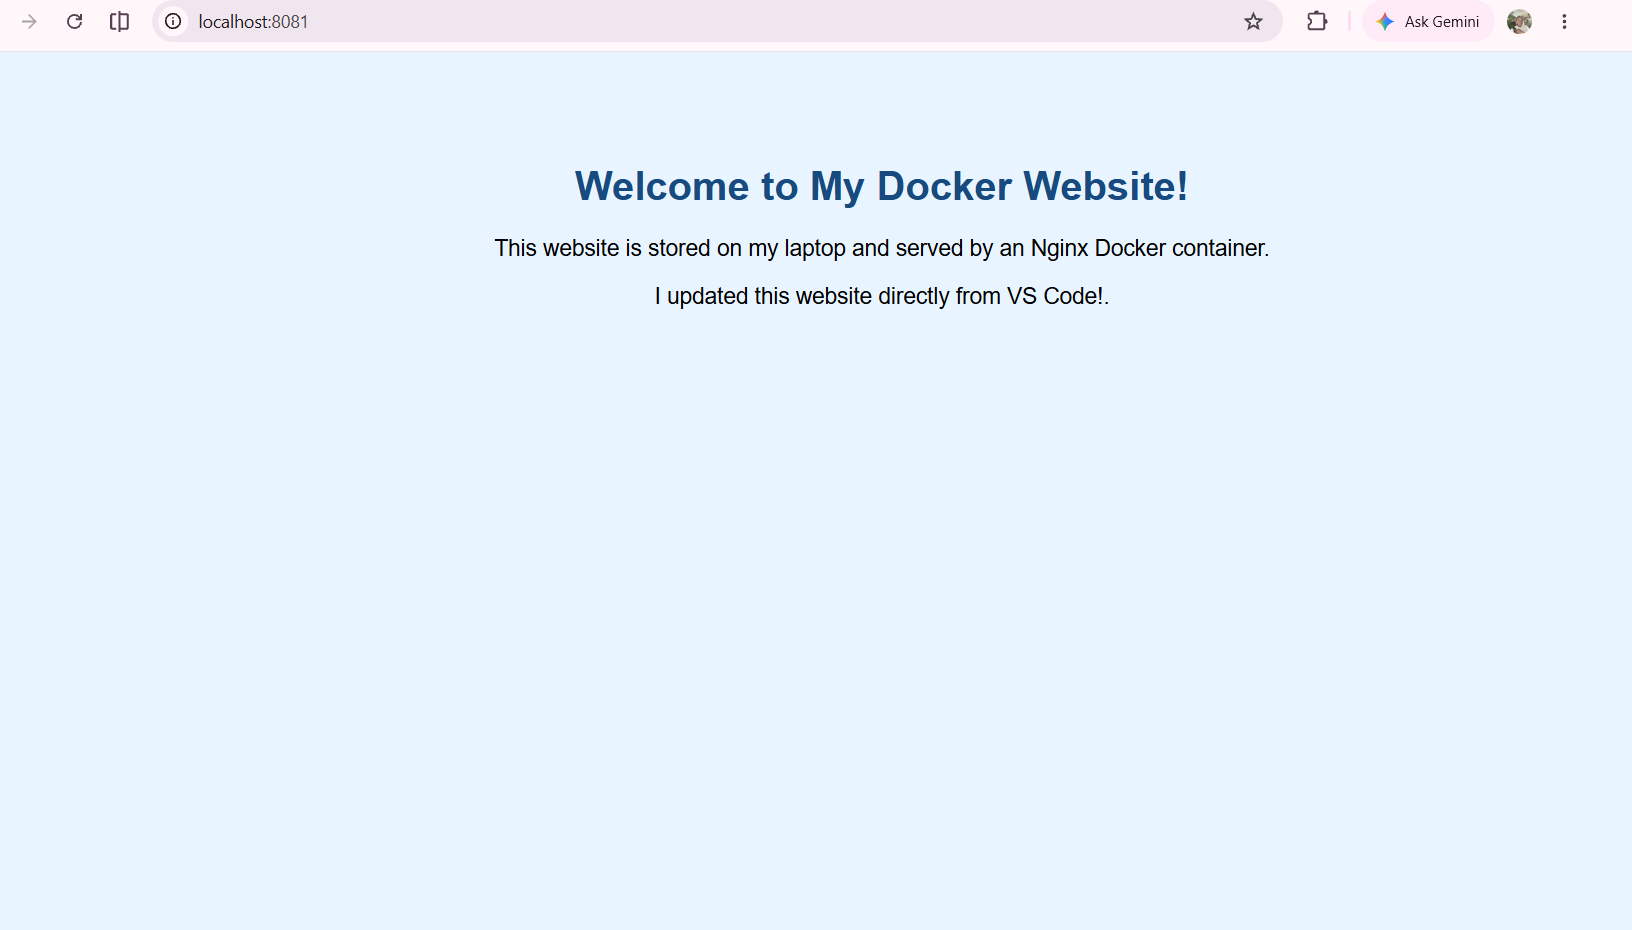 localhost:8081
Ask Gemini
Welcome to My Docker Website!
This website is stored on my laptop and served by an Nginx Docker container.
I updated this website directly from VS Code!.